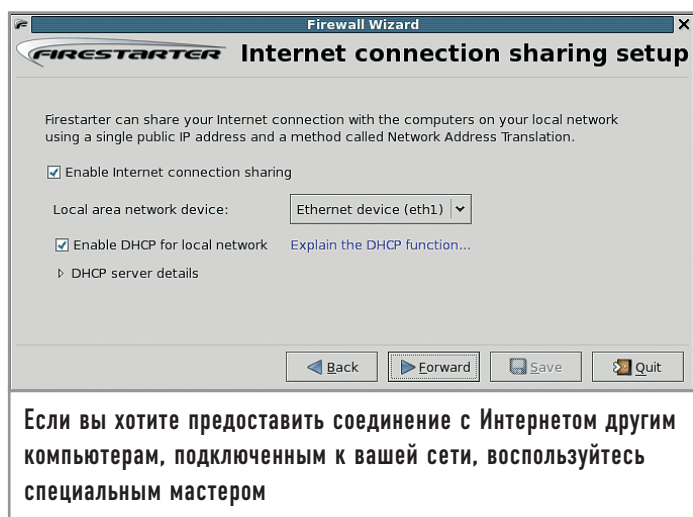 Firewall Wizard
FIRESTARTER Internet connection sharing setup
Firestarter can share your Internet connection with the computers on your local network
using a single public IP address and a method called Network Address Translation.
Enable Internet connection sharing
Local area network device: Ethernet device (eth1)
Enable DHCP for local network Explain the DHCP function...
DHCP server details
Back Forward Save Quit
Если вы хотите предоставить соединение с Интернетом другим
компьютерам, подключенным к вашей сети, воспользуйтесь
специальным мастером